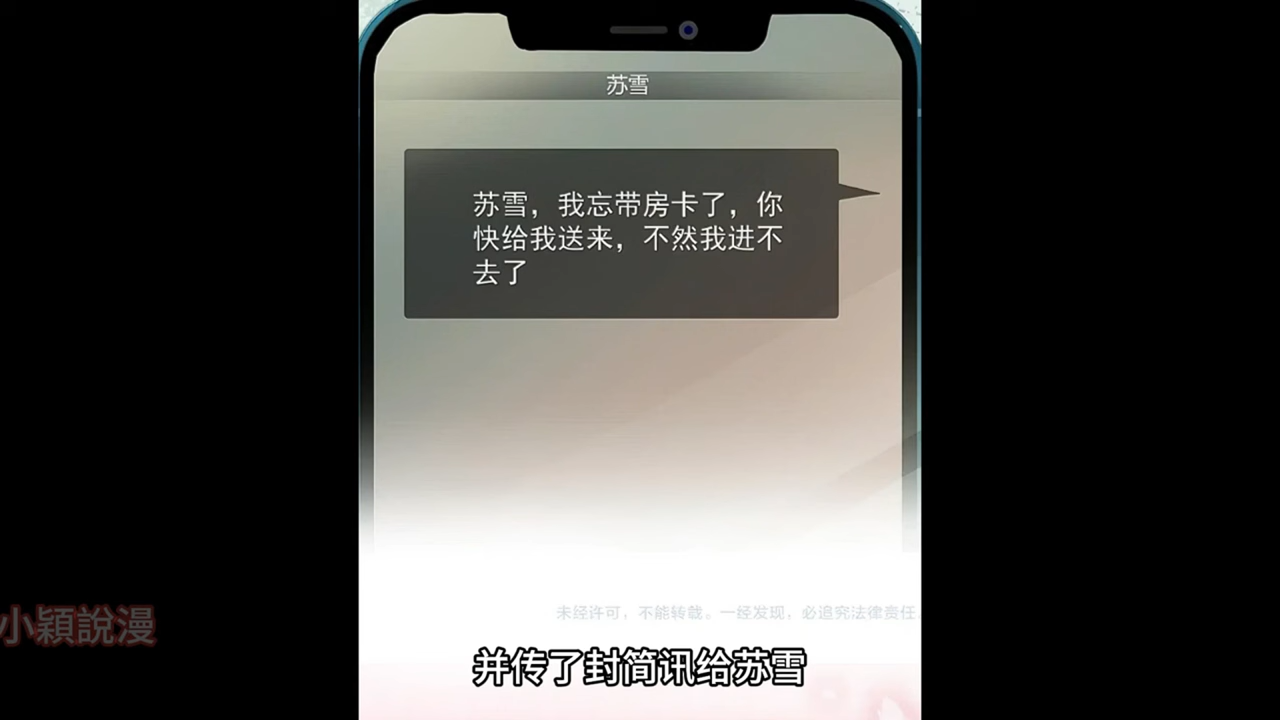 苏雪
苏雪，我忘带房卡了，你
快给我送来，不然我进不
去了
未经许可，不能转载。一经发现，必追究法律责任
小穎說漫
并传了封简讯给苏雪